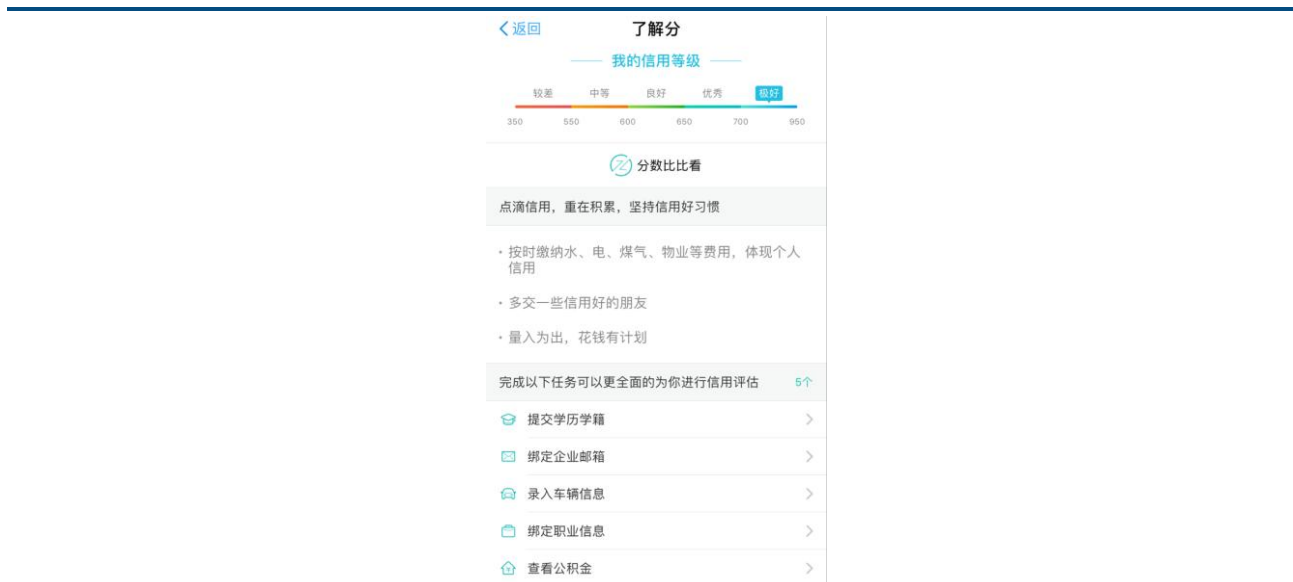 返回
了解分
我的信用等级
较差 中等 良好 优秀 极好
350 550 600 650 700 950
分数比比看
点滴信用，重在积累，坚持信用好习惯
·按时缴纳水、电、煤气、物业等费用，体现个人
信用
·多交一些信用好的朋友
·量入为出，花钱有计划
完成以下任务可以更全面的为你进行信用评估 5个
提交学历学籍
绑定企业邮箱
录入车辆信息
绑定职业信息
查看公积金